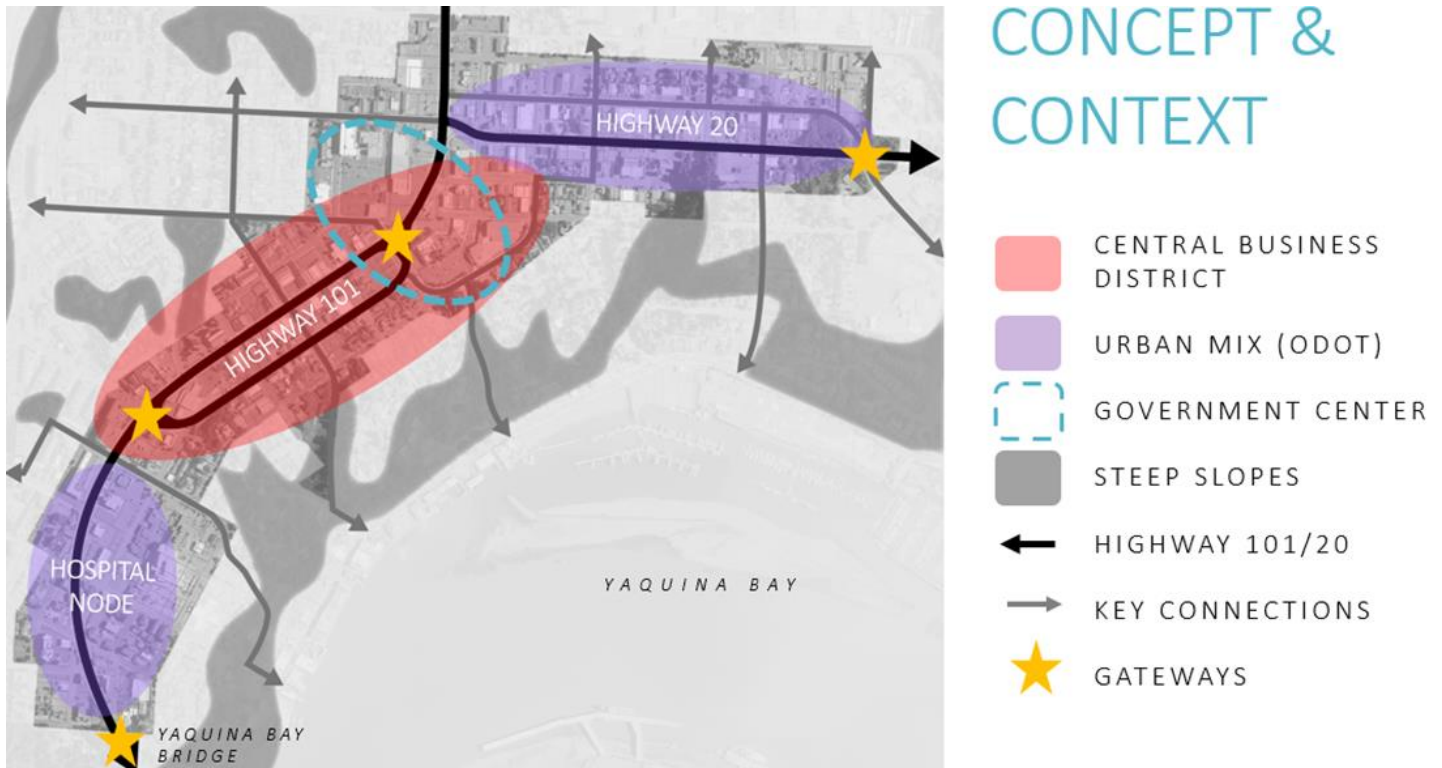 CONCEPT &
CONTEXT
HIGHWAY 20
HIGHWAY 101
HOSPITAL
NODE
YAQUINA BAY
YAQUINA BAY
BRIDGE
CENTRAL BUSINESS
DISTRICT
URBAN MIX (ODOT)
GOVERNMENT CENTER
STEEP SLOPES
HIGHWAY 101/20
KEY CONNECTIONS
GATEWAYS